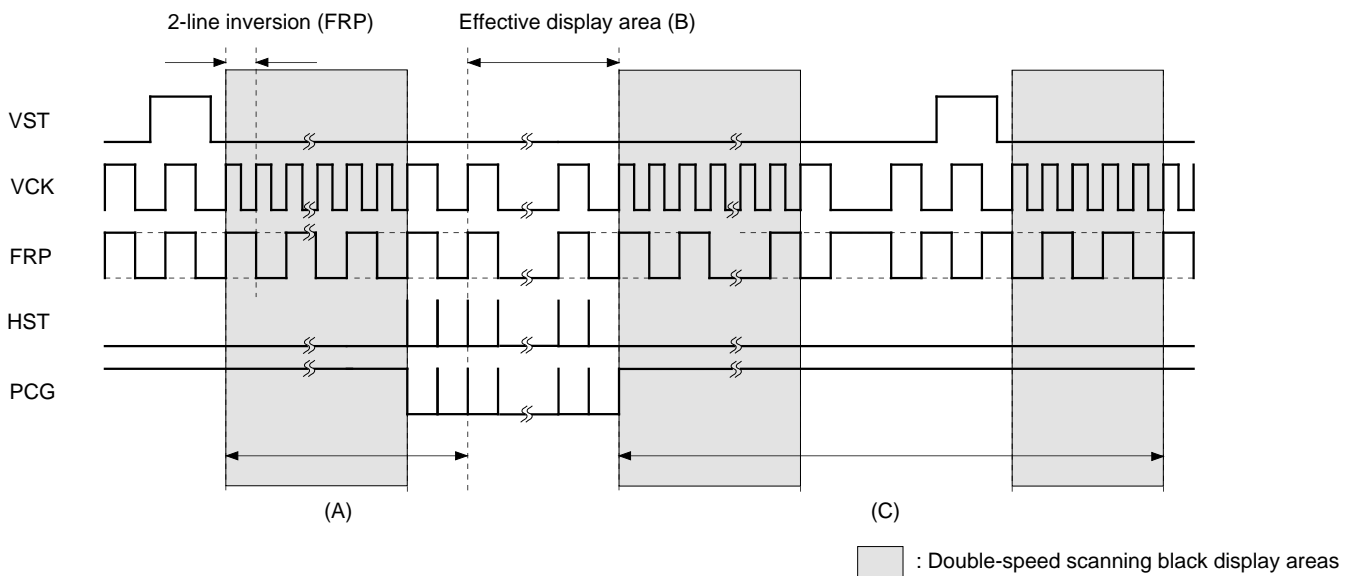 2-line inversion (FRP)
Effective display area (B)
VST
VCK
FRP
HST
PCG
(A)
(C)
: Double-speed scanning black display areas